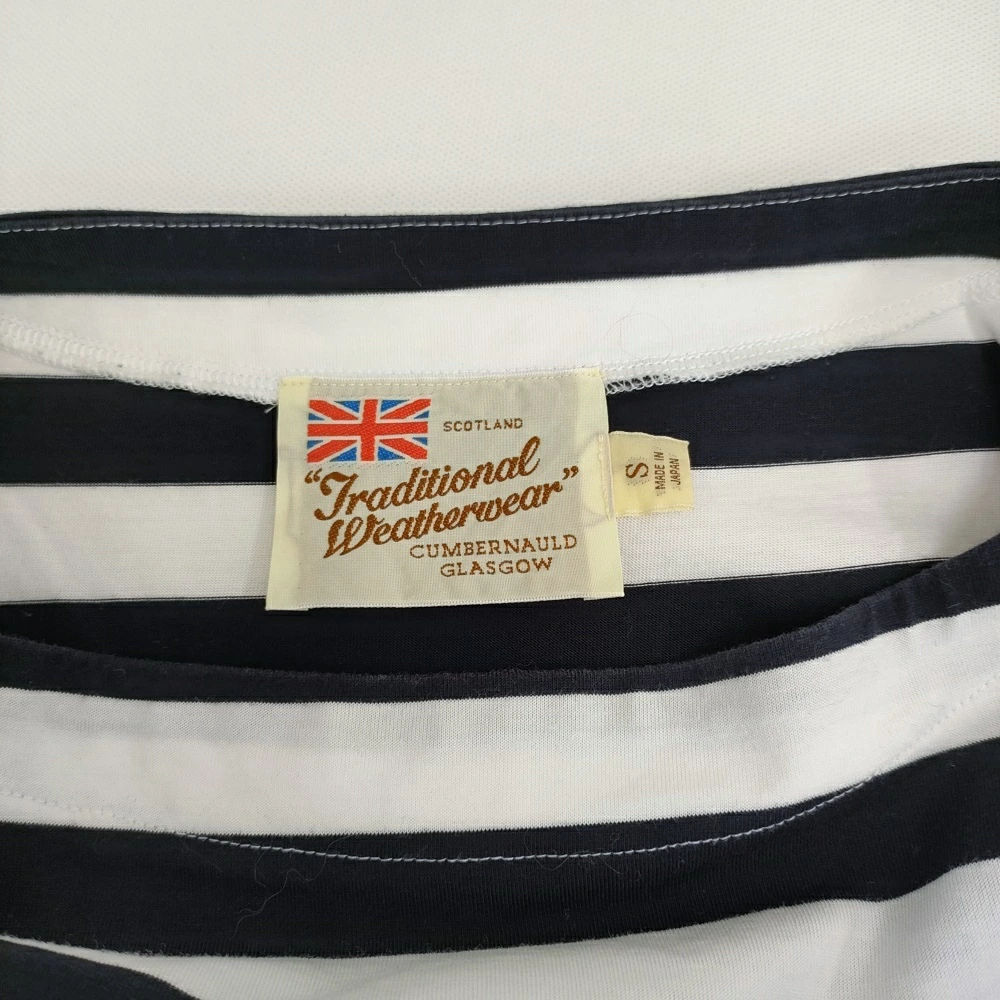 SCOTLAND
"Traditional
Weatherwear"
CUMBERNAULD
GLASGOW
S
MADE IN
JAPAN